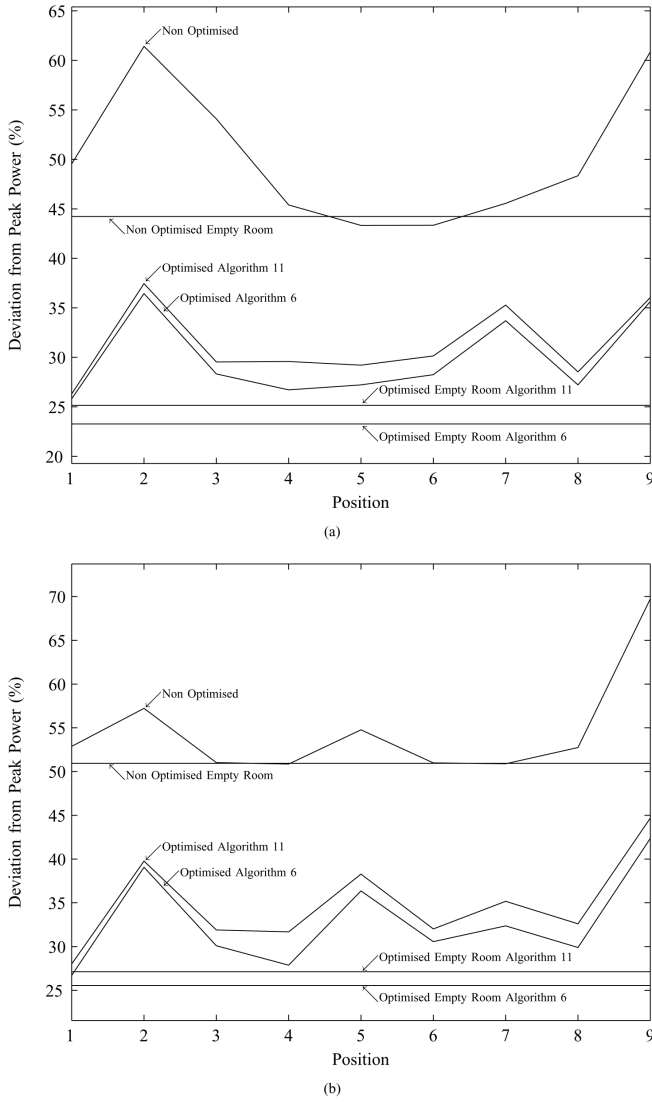 65
60
55
50
45
40
35
30
25
20
Deviation from Peak Power (%)
Non Optimised
Non Optimised Empty Room
Optimised Algorithm 11
Optimised Algorithm 6
Optimised Empty Room Algorithm 11
Optimised Empty Room Algorithm 6
1 2 3 4 5 6 7 8 9
Position
(a)
70
65
60
55
50
45
40
35
30
25
Deviation from Peak Power (%)
Non Optimised
Non Optimised Empty Room
Optimised Algorithm 11
Optimised Algorithm 6
Optimised Empty Room Algorithm 11
Optimised Empty Room Algorithm 6
1 2 3 4 5 6 7 8 9
Position
(b)